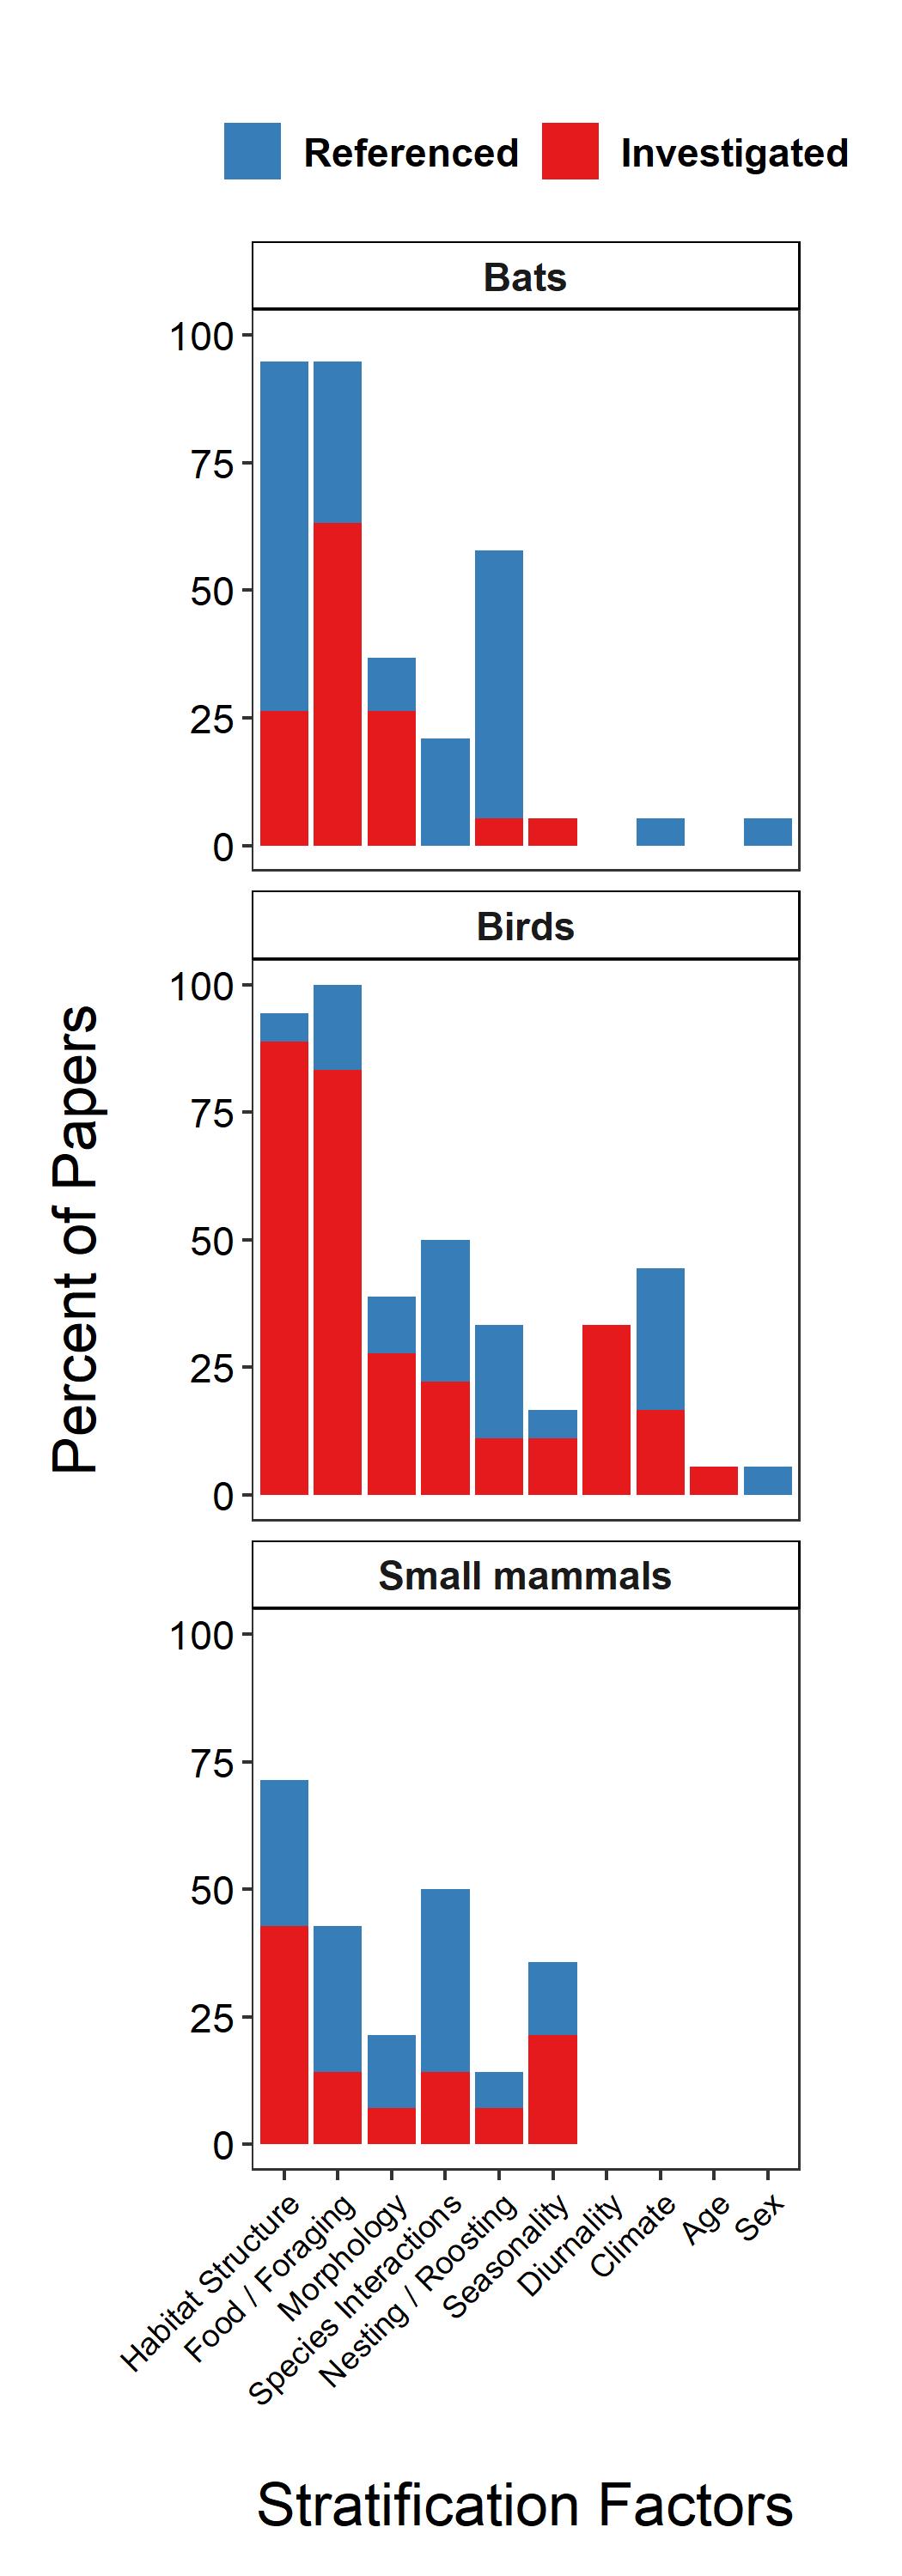 Referenced Investigated
Bats
100
75
50
25
0
Birds
100
75
50
25
0
Small mammals
100
75
50
25
0
Percent of Papers
Habitat Structure
Food / Foraging
Morphology
Species Interactions
Nesting / Roosting
Seasonality
Diurnality
Climate
Age
Sex
Stratification Factors